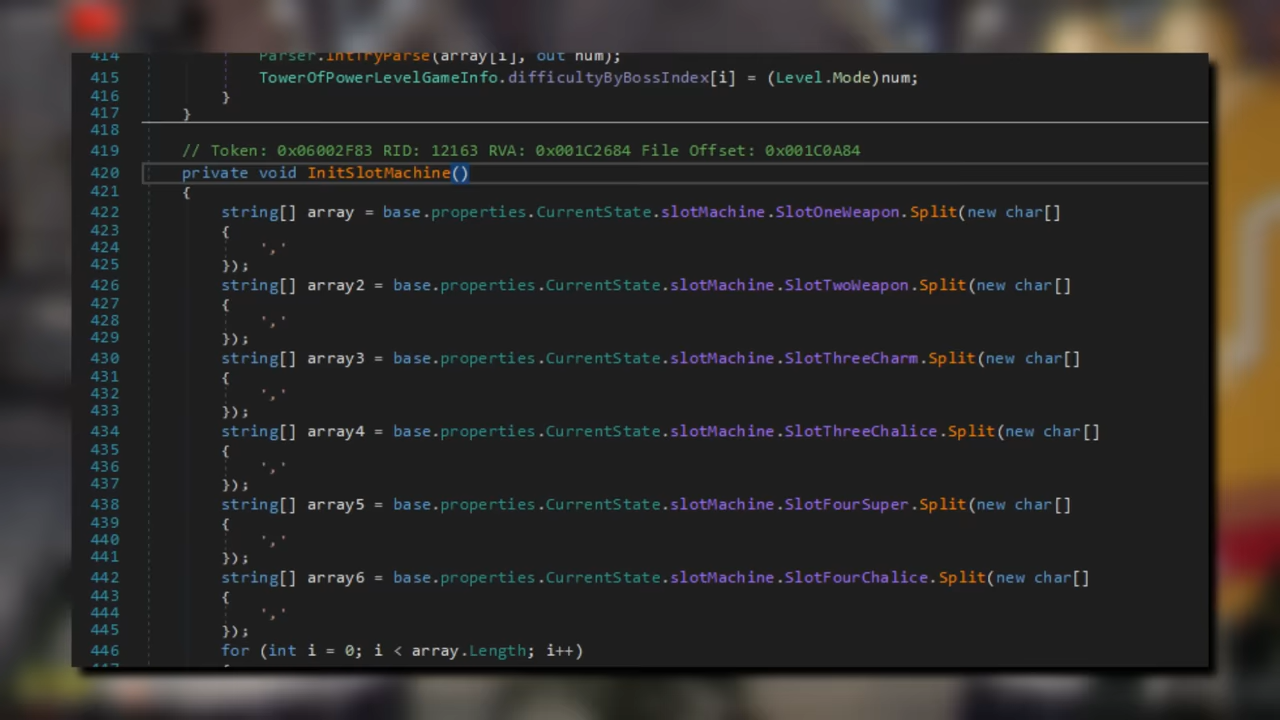 414 Parser.IntTryParse(array[i], out num);
415 TowerOfPowerLevelGameInfo.difficultyByBossIndex[i] = (Level.Mode)num;
416 }
417 }
418
419 // Token: 0x06002F83 RID: 12163 RVA: 0x001C2684 File Offset: 0x001C0A84
420 private void InitSlotMachine()
421 {
422 string[] array = base.properties.CurrentState.slotMachine.SlotOneWeapon.Split(new char[]
423 {
424 ','
425 });
426 string[] array2 = base.properties.CurrentState.slotMachine.SlotTwoWeapon.Split(new char[]
427 {
428 ','
429 });
430 string[] array3 = base.properties.CurrentState.slotMachine.SlotThreeCharm.Split(new char[]
431 {
432 ','
433 });
434 string[] array4 = base.properties.CurrentState.slotMachine.SlotThreeChalice.Split(new char[]
435 {
436 ','
437 });
438 string[] array5 = base.properties.CurrentState.slotMachine.SlotFourSuper.Split(new char[]
439 {
440 ','
441 });
442 string[] array6 = base.properties.CurrentState.slotMachine.SlotFourChalice.Split(new char[]
443 {
444 ','
445 });
446 for (int i = 0; i < array.Length; i++)